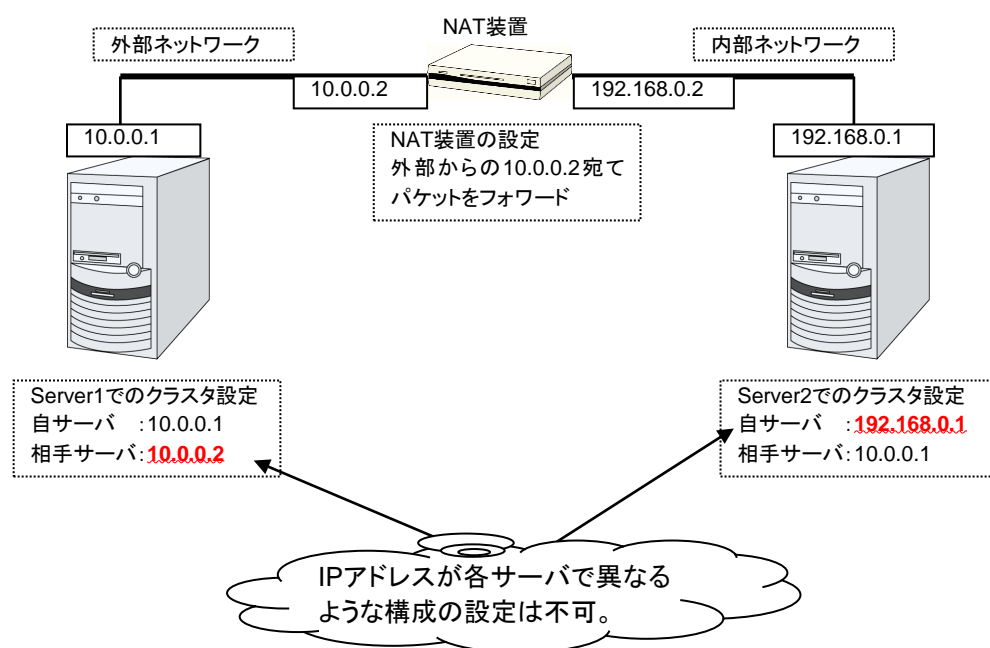 NAT装置
外部ネットワーク
内部ネットワーク
10.0.0.2
192.168.0.2
10.0.0.1
192.168.0.1
NAT装置の設定
外部からの10.0.0.2宛て
パケットをフォワード
Server1でのクラスタ設定
自サーバ :10.0.0.1
相手サーバ:10.0.0.2
Server2でのクラスタ設定
自サーバ :192.168.0.1
相手サーバ:10.0.0.1
IPアドレスが各サーバで異なる
ような構成の設定は不可。